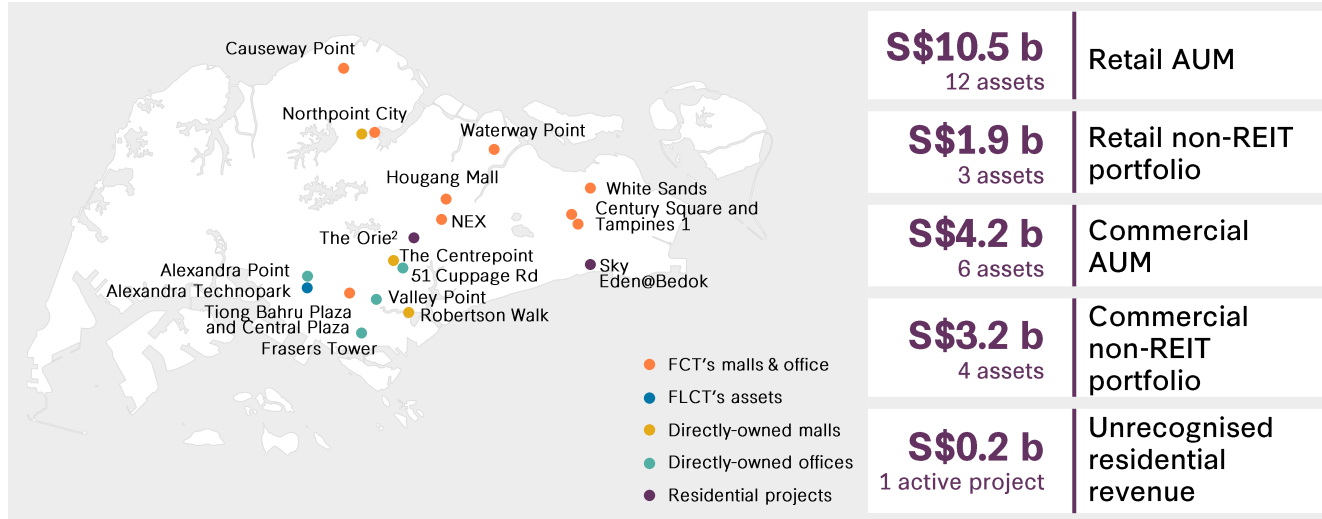 Causeway Point
Northpoint City
Waterway Point
Hougang Mall
White Sands
Century Square and
Tampines 1
NEX
The Orie²
The Centrepoint
51 Cuppage Rd
Sky
Eden@Bedok
Alexandra Point
Alexandra Technopark
Valley Point
Tiong Bahru Plaza
and Central Plaza
Robertson Walk
Frasers Tower
FCT's malls & office
FLCT's assets
Directly-owned malls
Directly-owned offices
Residential projects
S$10.5 b
12 assets
Retail AUM
S$1.9 b
3 assets
Retail non-REIT
portfolio
S$4.2 b
6 assets
Commercial
AUM
S$3.2 b
4 assets
Commercial
non-REIT
portfolio
S$0.2 b
1 active project
Unrecognised
residential
revenue